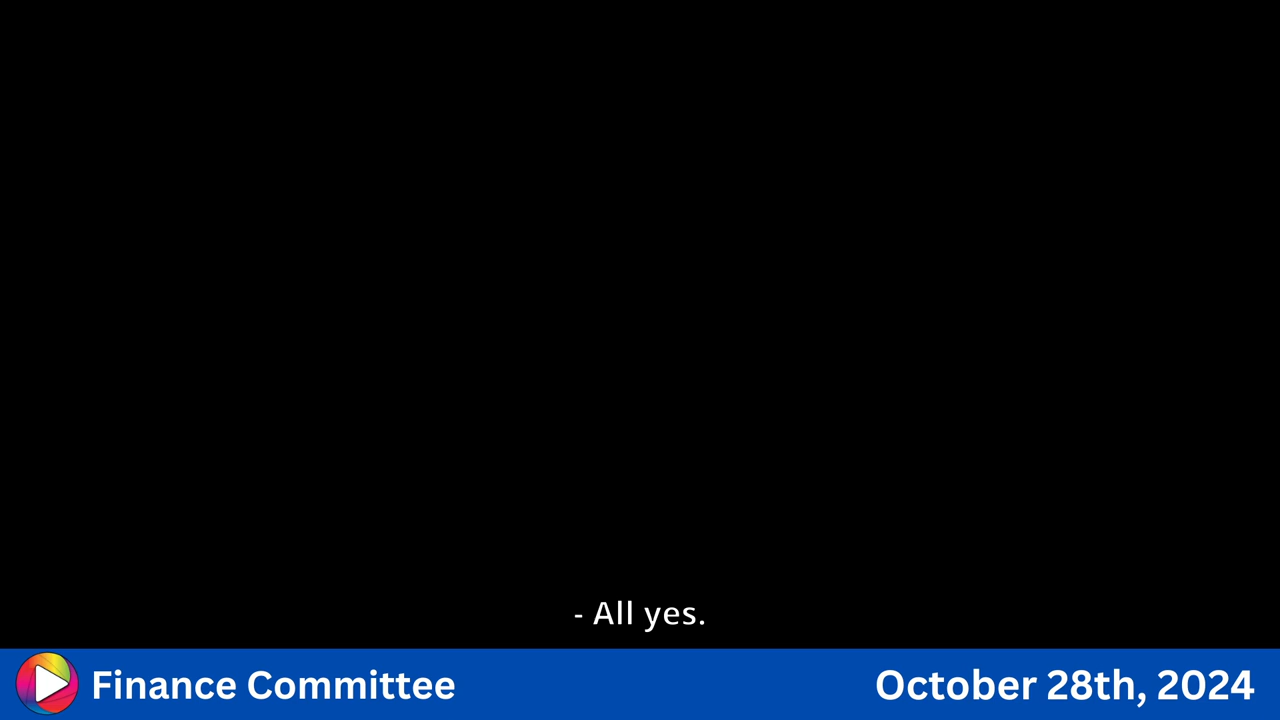 - All yes.
Finance Committee
October 28th, 2024